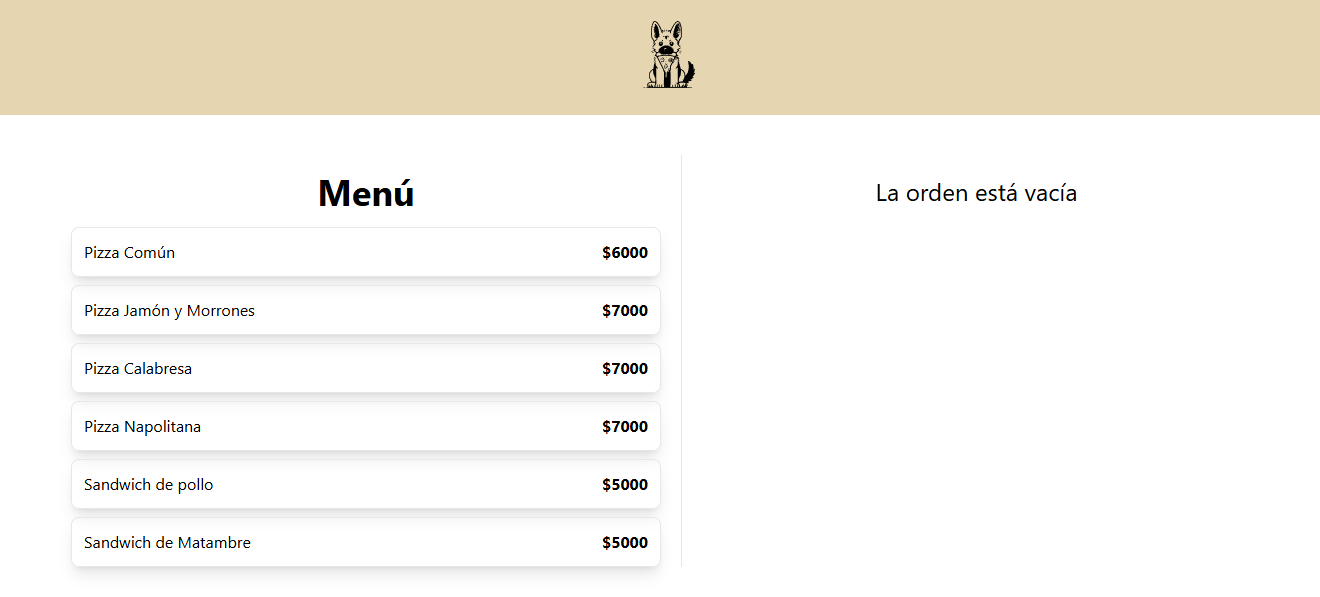 Menú
Pizza Común $6000
Pizza Jamón y Morrones $7000
Pizza Calabresa $7000
Pizza Napolitana $7000
Sandwich de pollo $5000
Sandwich de Matambre $5000
La orden está vacía